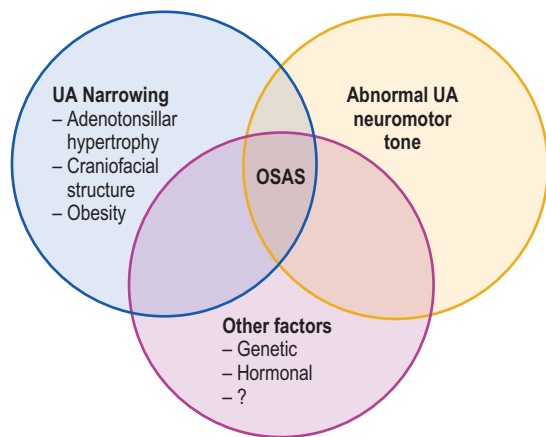 UA Narrowing
– Adenotonsillar
hypertrophy
– Craniofacial
structure
– Obesity
Abnormal UA
neuromotor
tone
OSAS
Other factors
– Genetic
– Hormonal
– ?